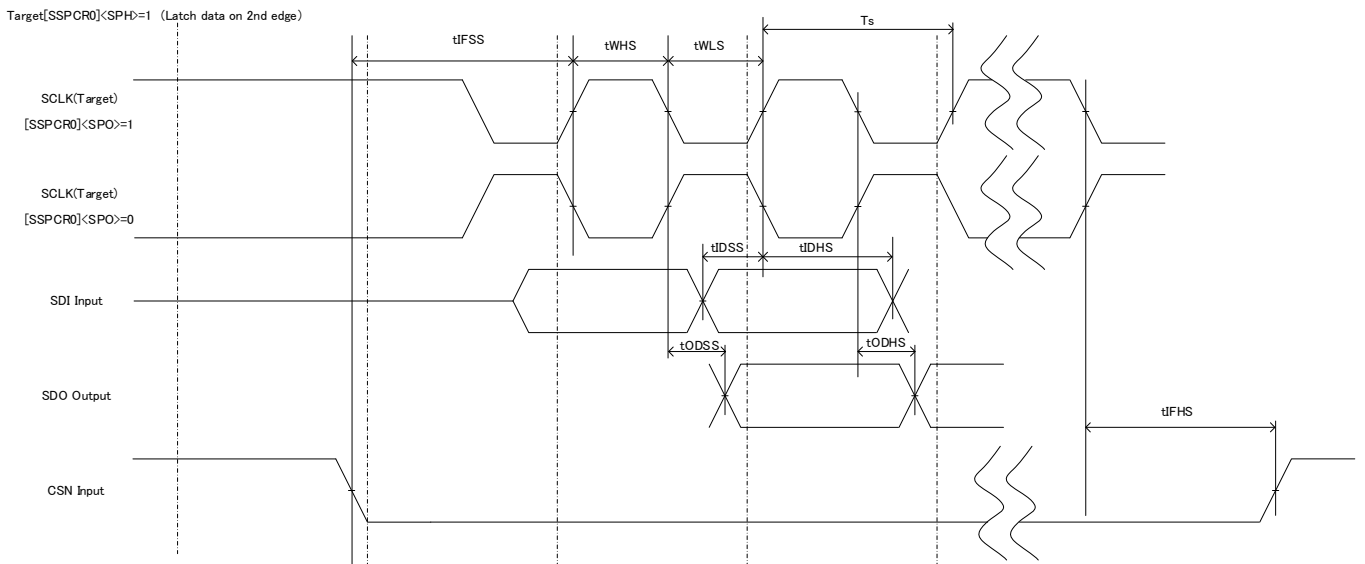 Target[SSPCR0]<SPH>=1 (Latch data on 2nd edge)
Ts
tIFSS
tWHS
tWLS
SCLK(Target)
[SSPCR0]<SPO>=1
SCLK(Target)
[SSPCR0]<SPO>=0
tIDSS
tIDHS
SDI Input
tODSS
tODHS
SDO Output
tIFHS
CSN Input